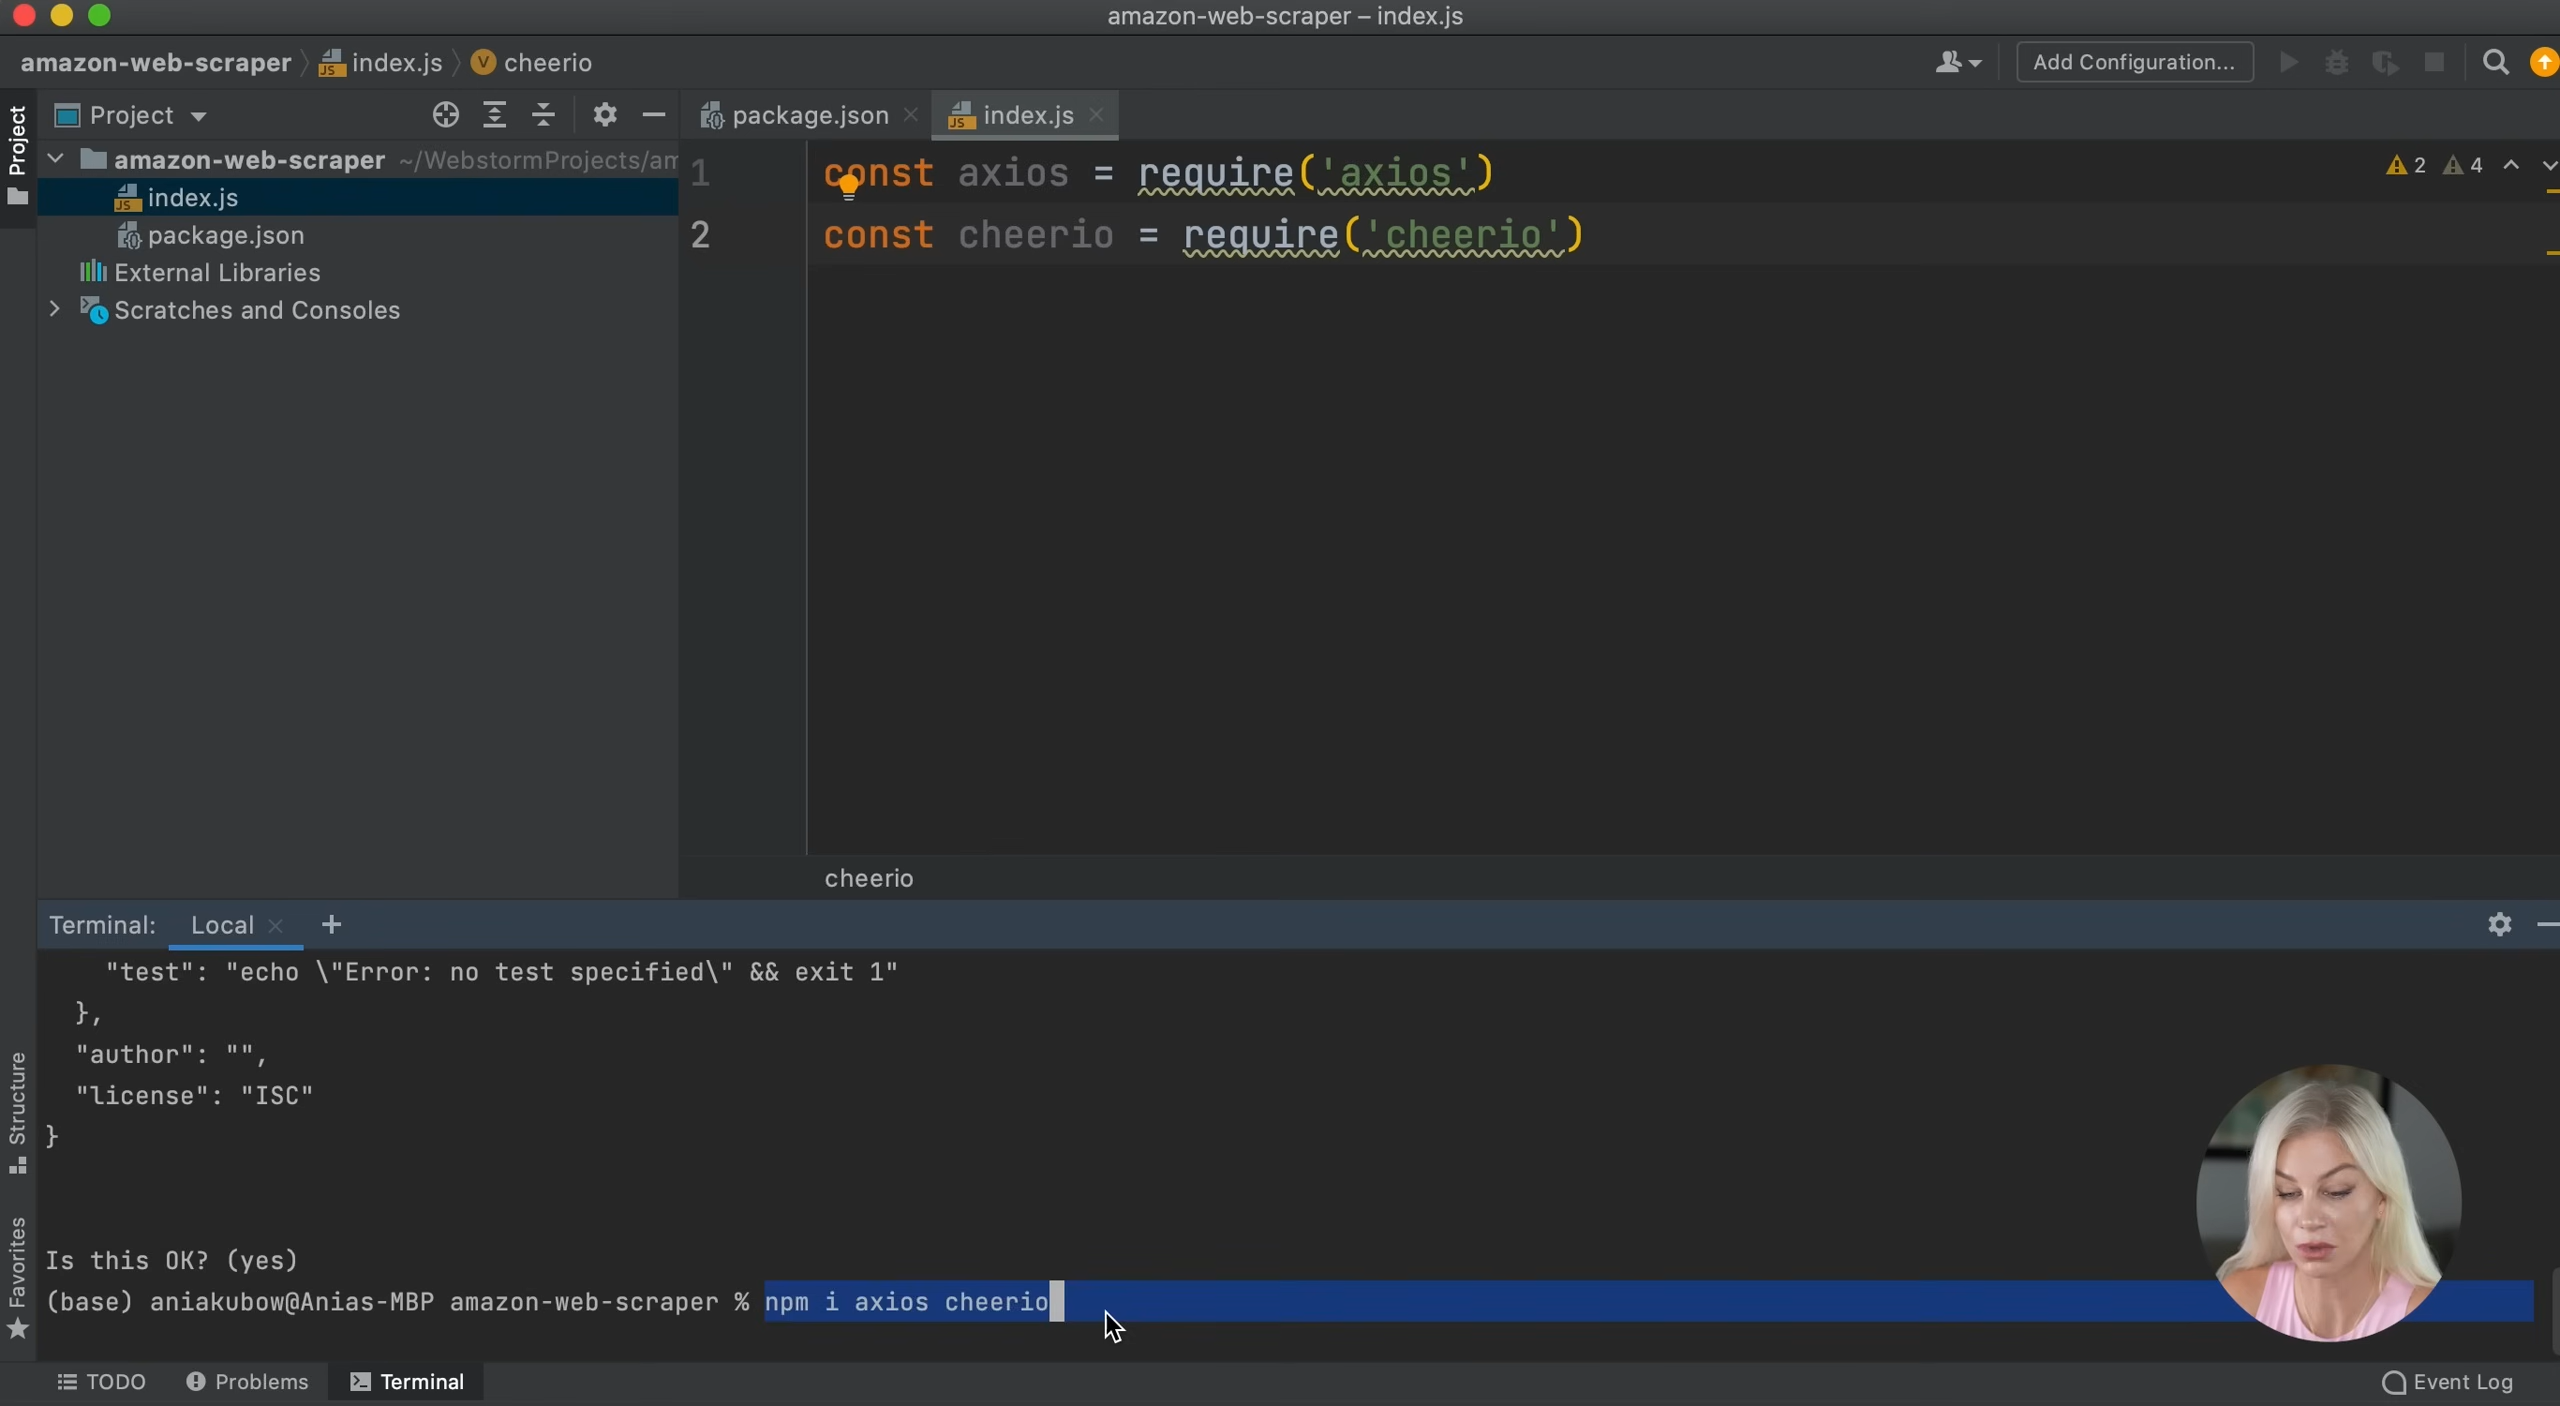 amazon-web-scraper – index.js
amazon-web-scraper index.js cheerio
Add Configuration...
Project
Project
package.json
index.js
amazon-web-scraper ~/WebstormProjects/am
index.js
package.json
External Libraries
Scratches and Consoles
1 const axios = require('axios')
2 const cheerio = require('cheerio')
2 4
cheerio
Terminal: Local +
"test": "echo \"Error: no test specified\" && exit 1"
},
"author": "",
"license": "ISC"
}
Is this OK? (yes)
(base) aniakubow@Anias-MBP amazon-web-scraper % npm i axios cheerio
Structure
Favorites
TODO Problems Terminal Event Log